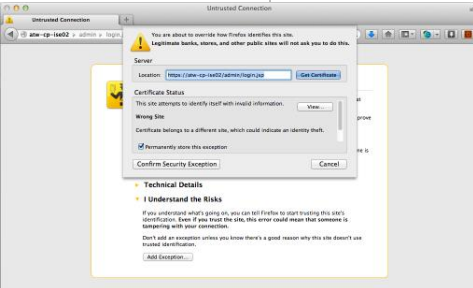 Untrusted Connection
Untrusted Connection
+
atw-cp-ise02 › admin › login.
You are about to override how Firefox identifies this site.
Legitimate banks, stores, and other public sites will not ask you to do this.
Server
Location: https://atw-cp-ise02/admin/login.jsp
Get Certificate
Certificate Status
This site attempts to identify itself with invalid information.
View...
Wrong Site
Certificate belongs to a different site, which could indicate an identity theft.
Permanently store this exception
Confirm Security Exception
Cancel
Technical Details
I Understand the Risks
If you understand what's going on, you can tell Firefox to start trusting this site's
identification. Even if you trust the site, this error could mean that someone is
tampering with your connection.
Don't add an exception unless you know there's a good reason why this site doesn't use
trusted identification.
Add Exception...